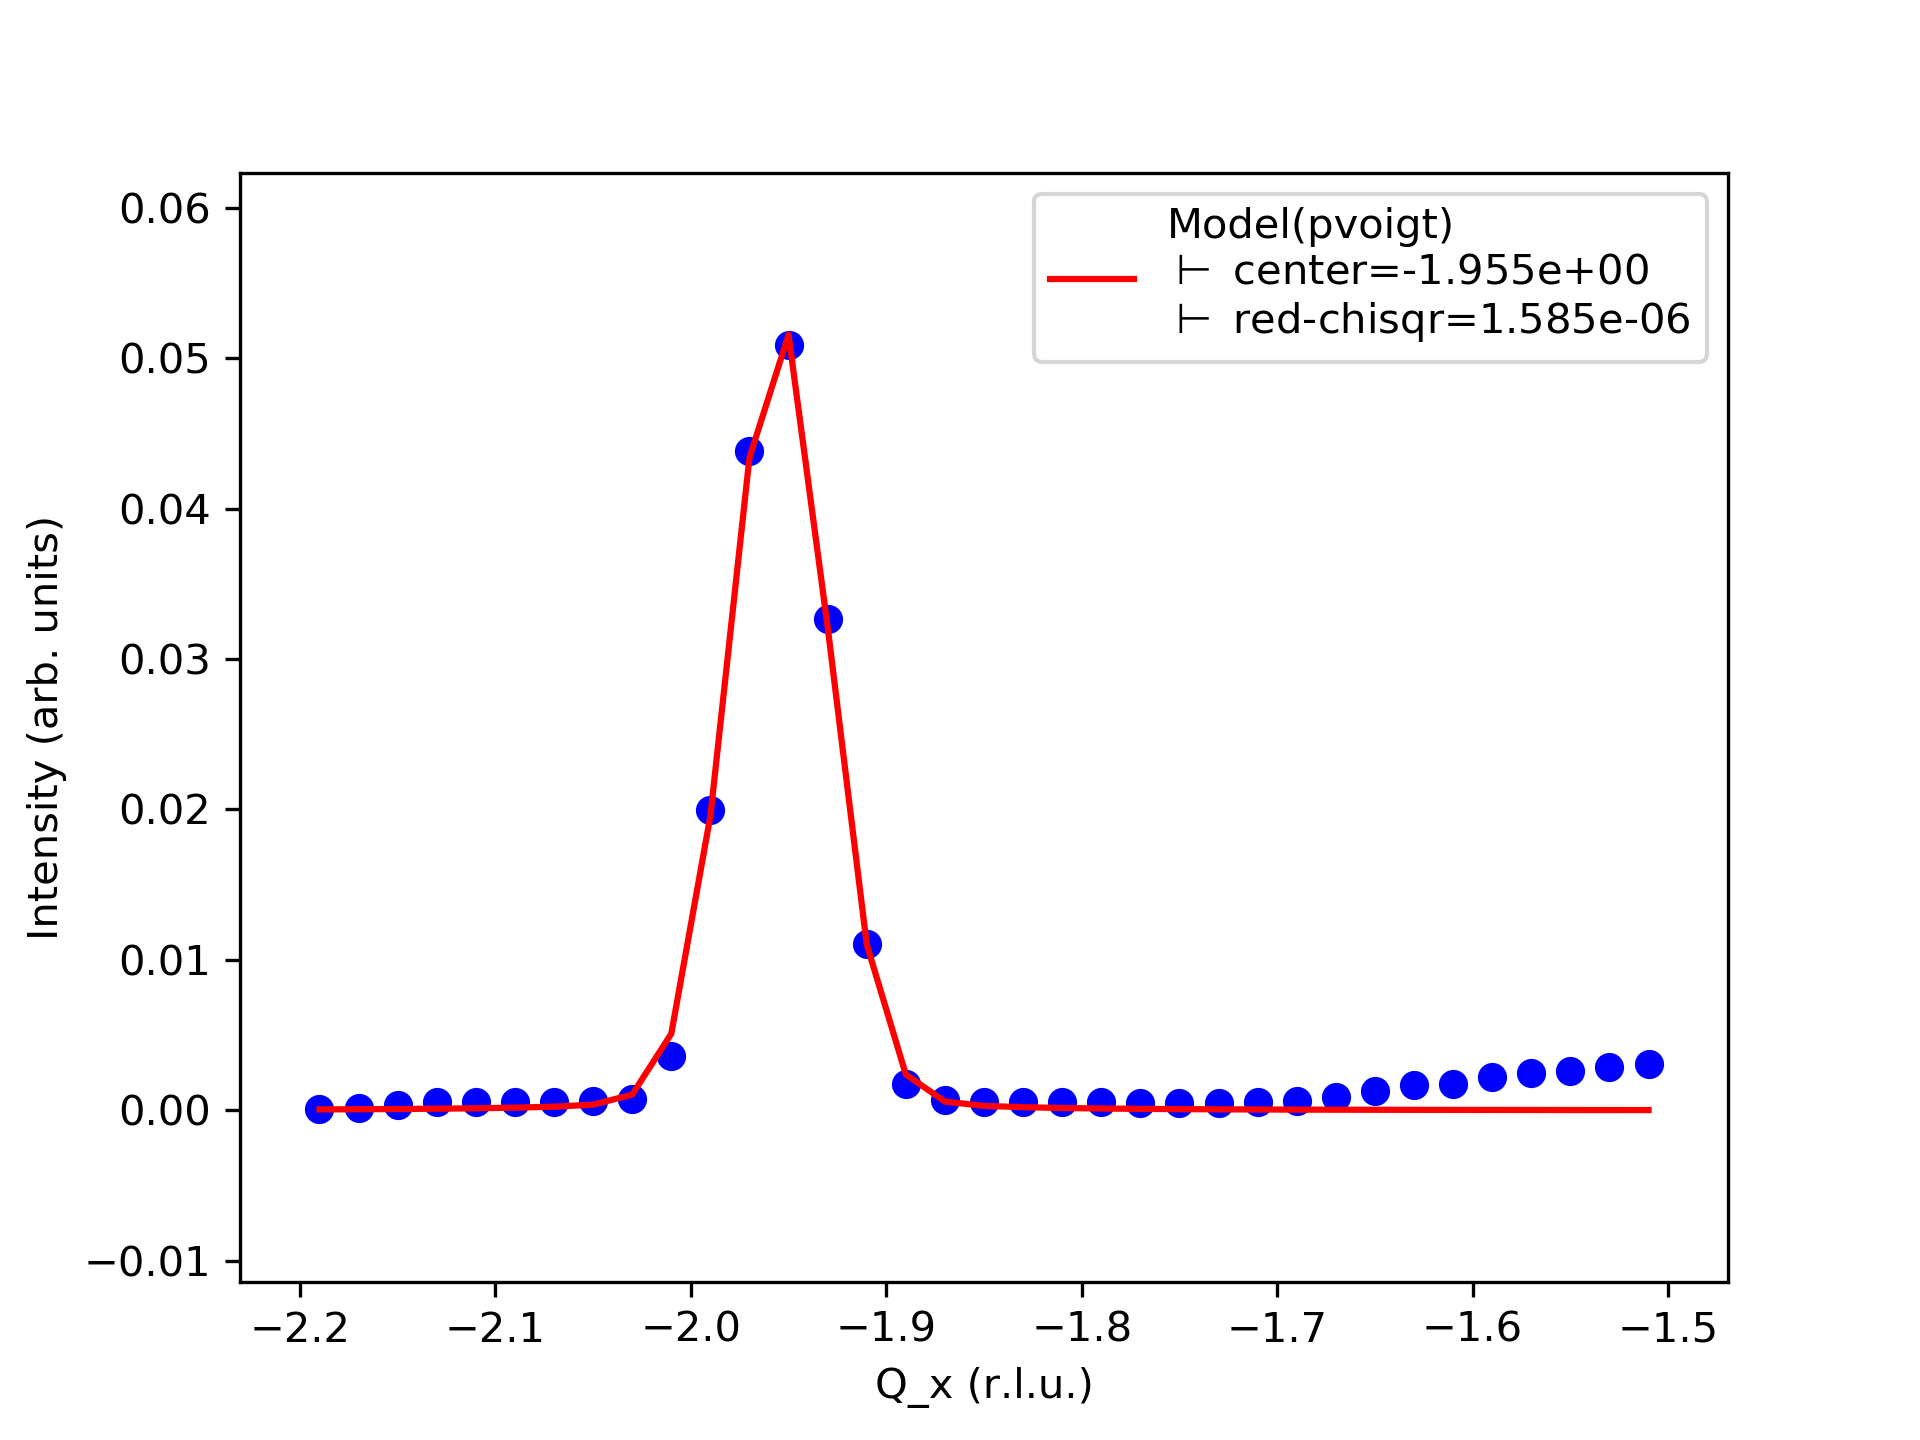 Model(pvoigt)
⊢ center=-1.955e+00
⊢ red-chisqr=1.585e-06
0.06
0.05
0.04
0.03
0.02
0.01
0.00
−0.01
Intensity (arb. units)
−2.2 −2.1 −2.0 −1.9 −1.8 −1.7 −1.6 −1.5
Q_x (r.l.u.)